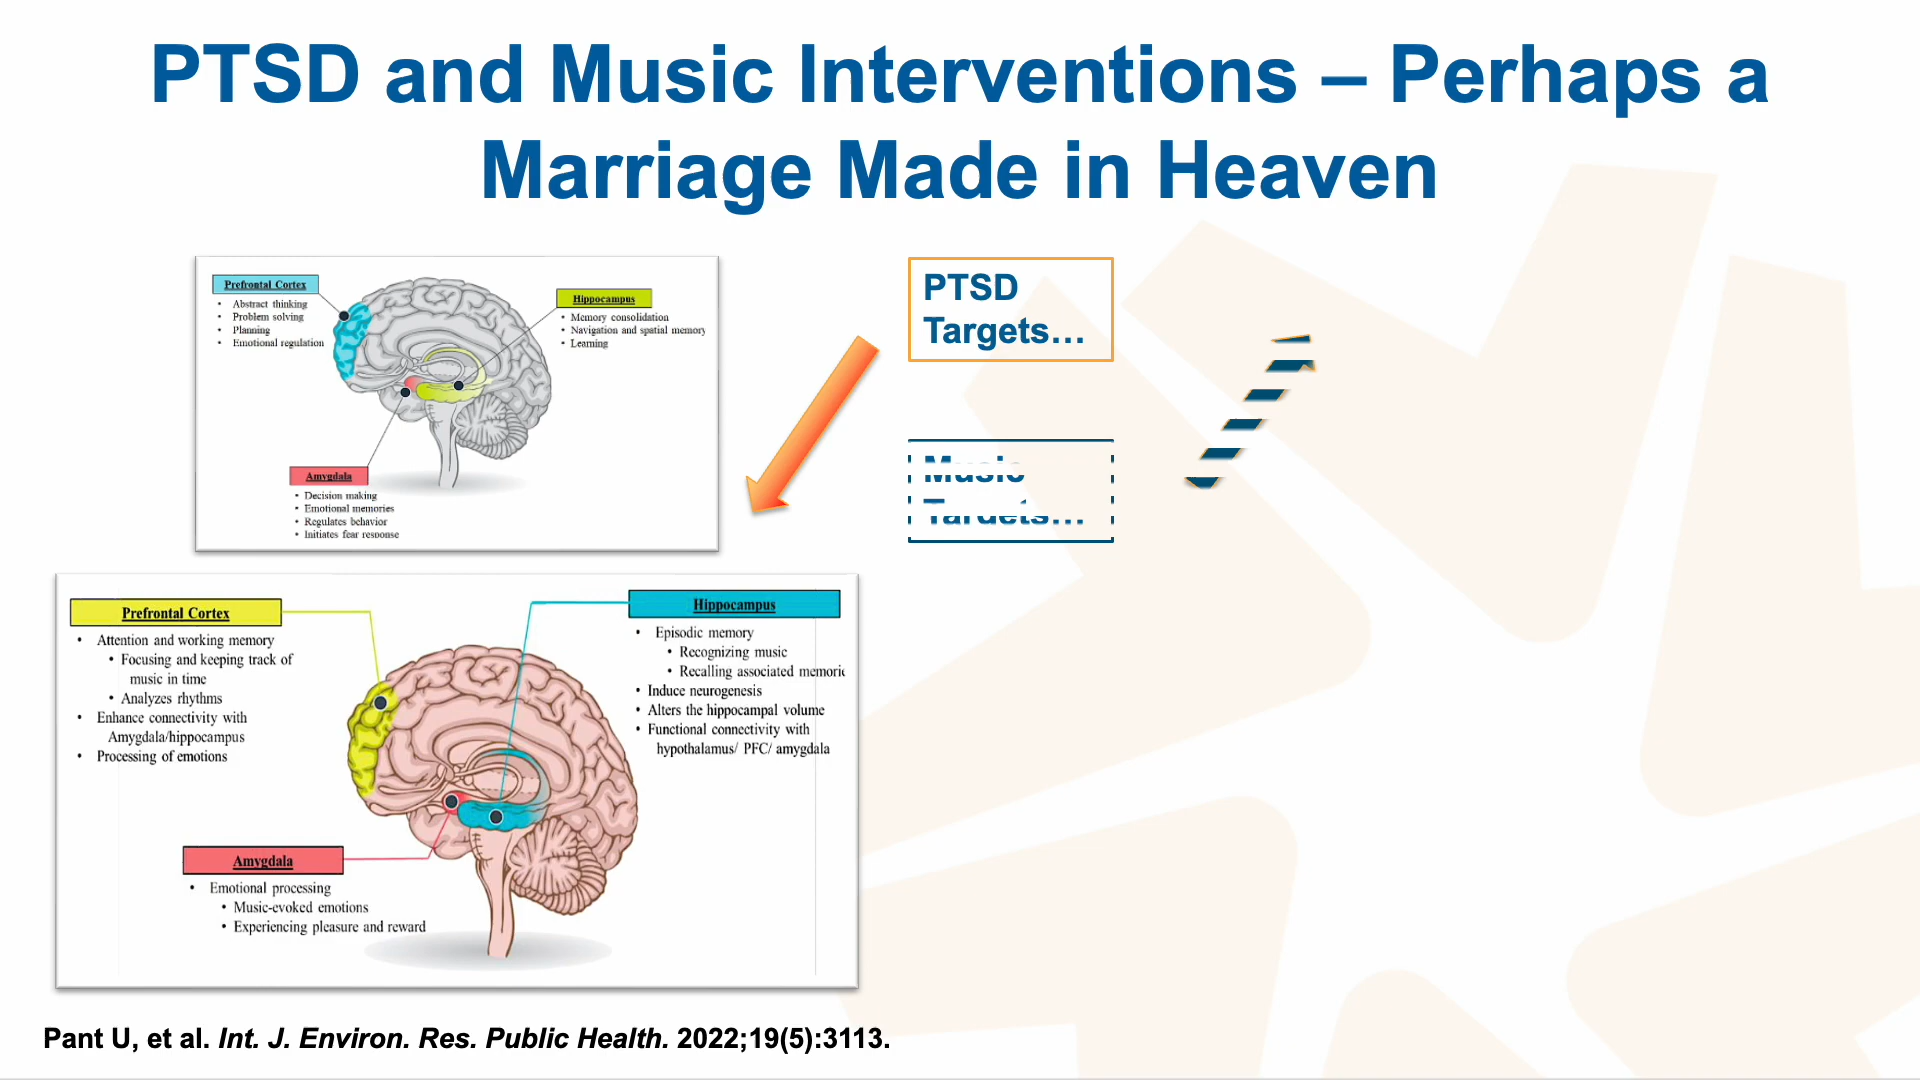 PTSD and Music Interventions – Perhaps a
Marriage Made in Heaven
Prefrontal Cortex
• Abstract thinking
• Problem solving
• Planning
• Emotional regulation
Hippocampus
• Memory consolidation
• Navigation and spatial memory
• Learning
Amygdala
• Decision making
• Emotional memories
• Regulates behavior
• Initiates fear response
PTSD
Targets…
Music
Targets…
Prefrontal Cortex
• Attention and working memory
• Focusing and keeping track of
music in time
• Analyzes rhythms
• Enhance connectivity with
Amygdala/hippocampus
• Processing of emotions
Hippocampus
• Episodic memory
• Recognizing music
• Recalling associated memorie
• Induce neurogenesis
• Alters the hippocampal volume
• Functional connectivity with
hypothalamus/ PFC/ amygdala
Amygdala
• Emotional processing
• Music-evoked emotions
• Experiencing pleasure and reward
Pant U, et al. Int. J. Environ. Res. Public Health. 2022;19(5):3113.